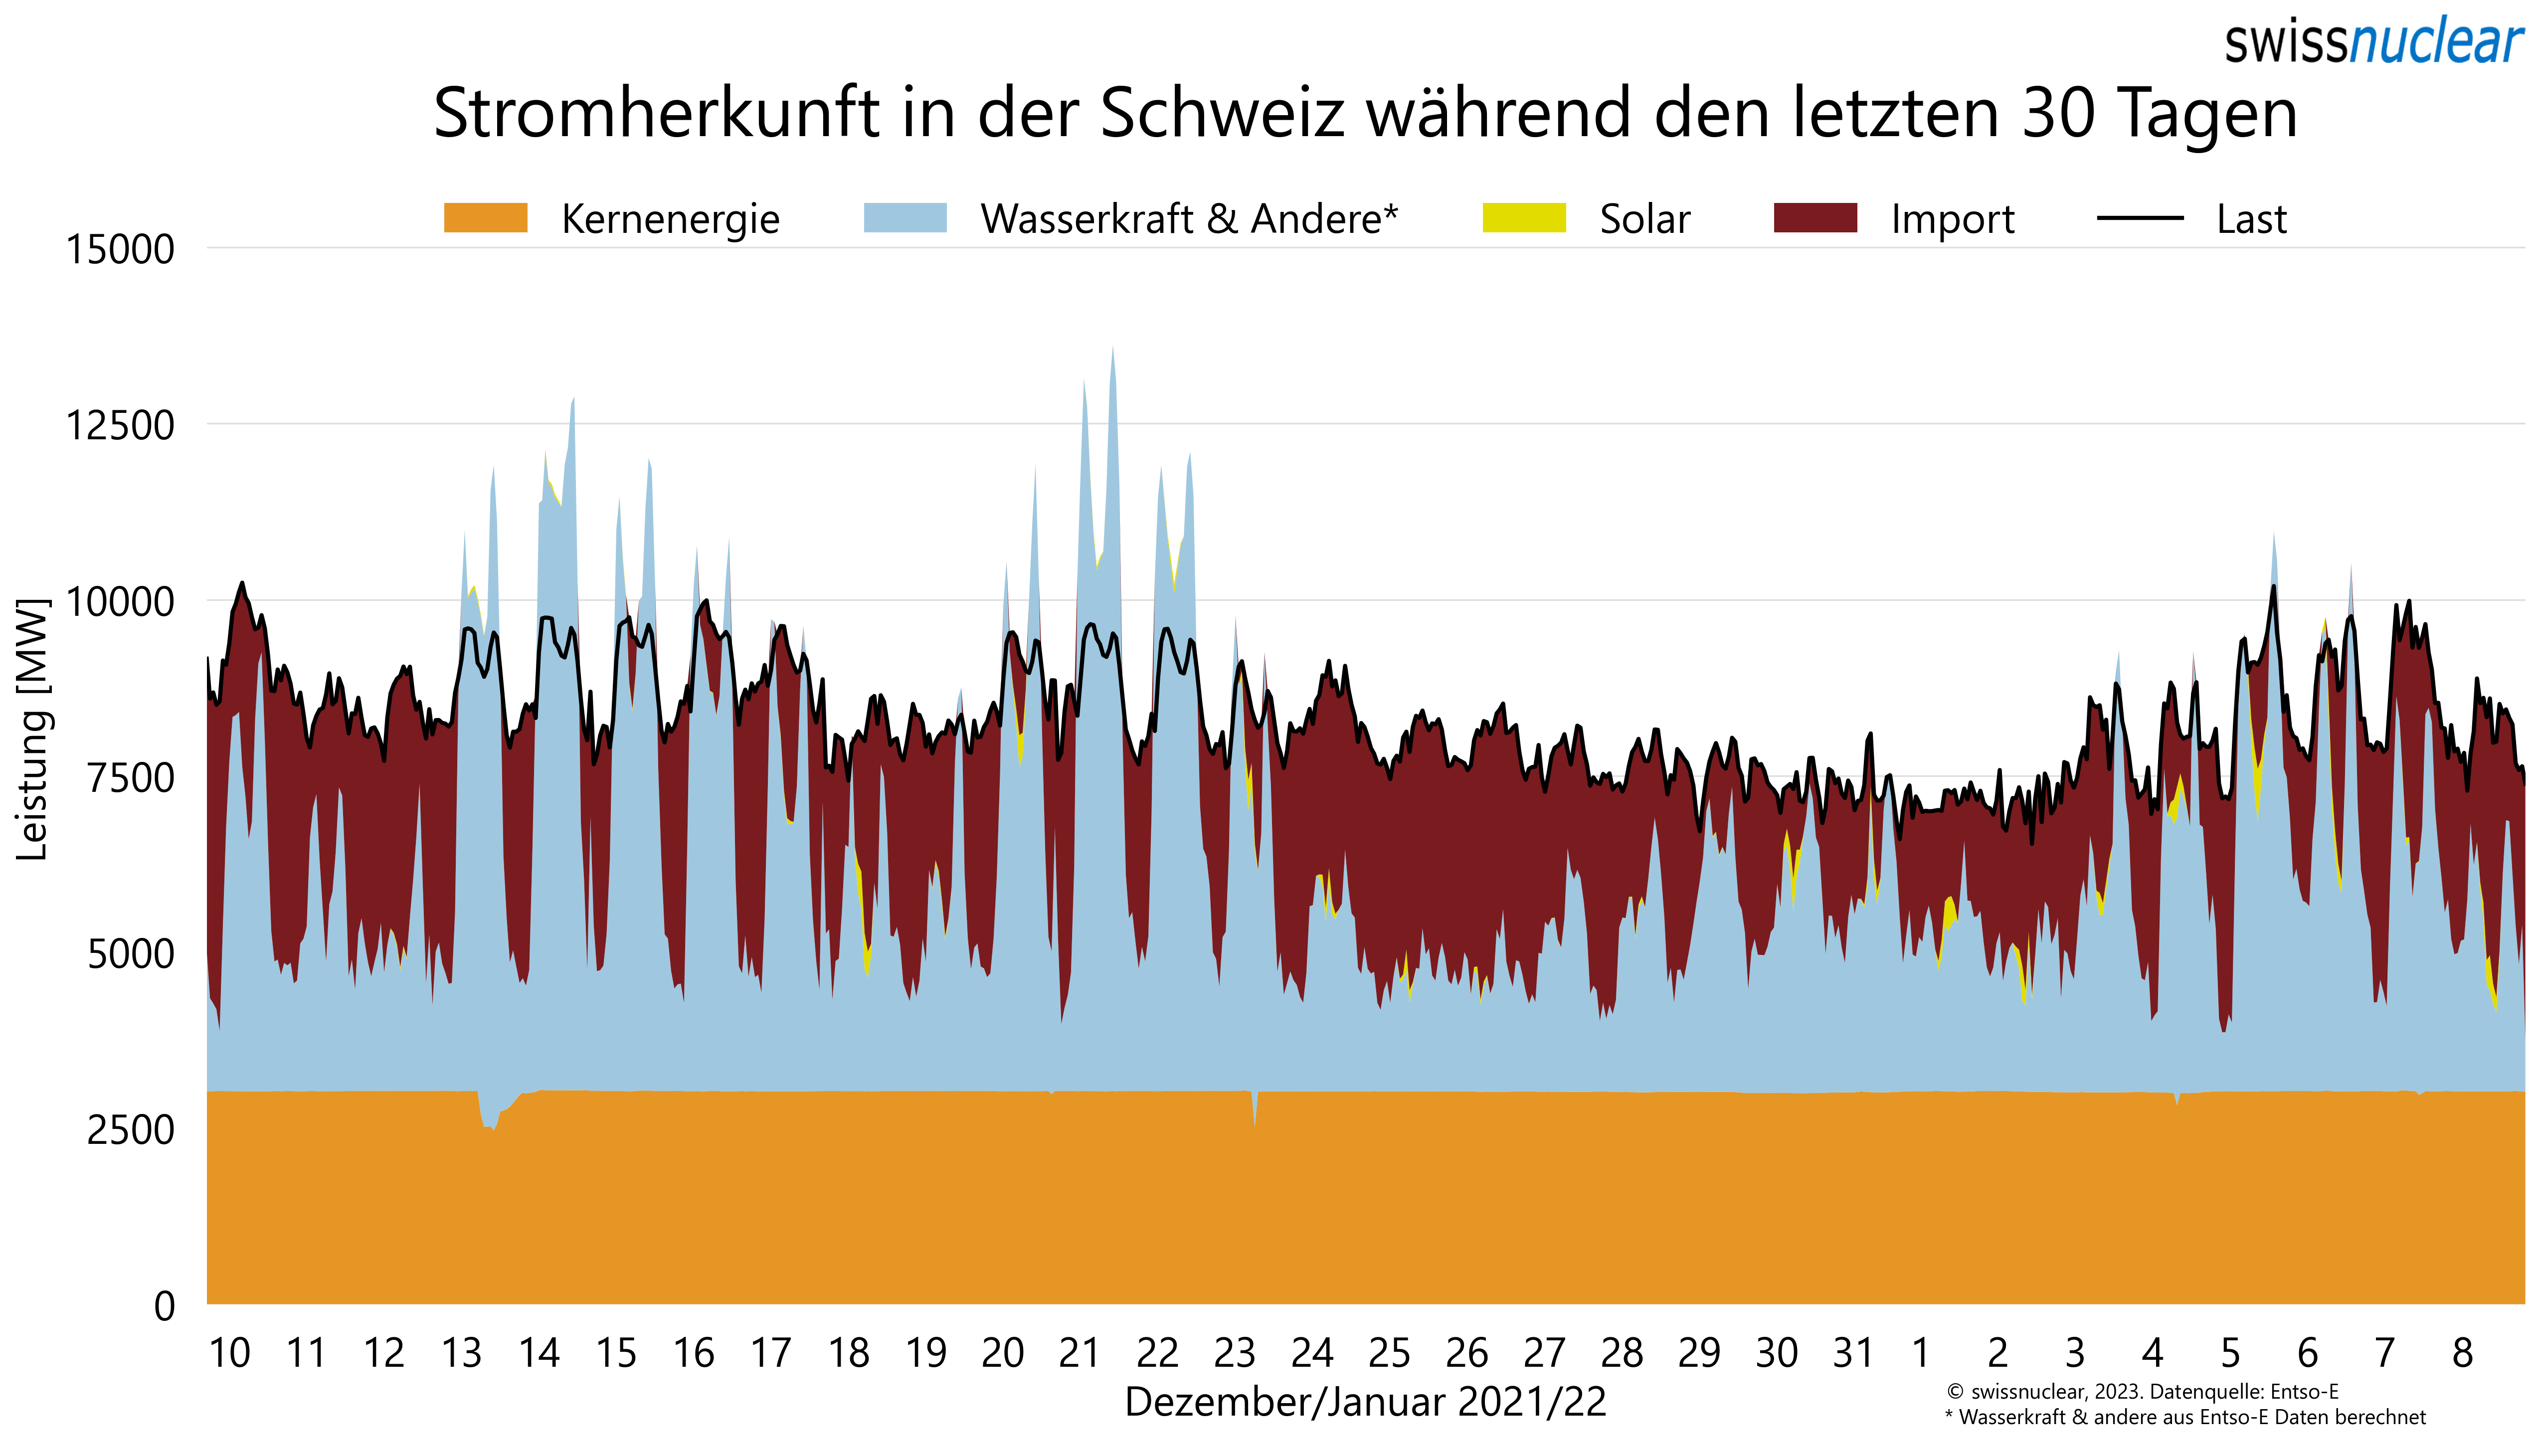 swissnuclear
Stromherkunft in der Schweiz während den letzten 30 Tagen
Kernenergie Wasserkraft & Andere* Solar Import Last
15000
12500
10000
7500
5000
2500
0
Leistung [MW]
10 11 12 13 14 15 16 17 18 19 20 21 22 23 24 25 26 27 28 29 30 31 1 2 3 4 5 6 7 8
Dezember/Januar 2021/22
© swissnuclear, 2023. Datenquelle: Entso-E
* Wasserkraft & andere aus Entso-E Daten berechnet